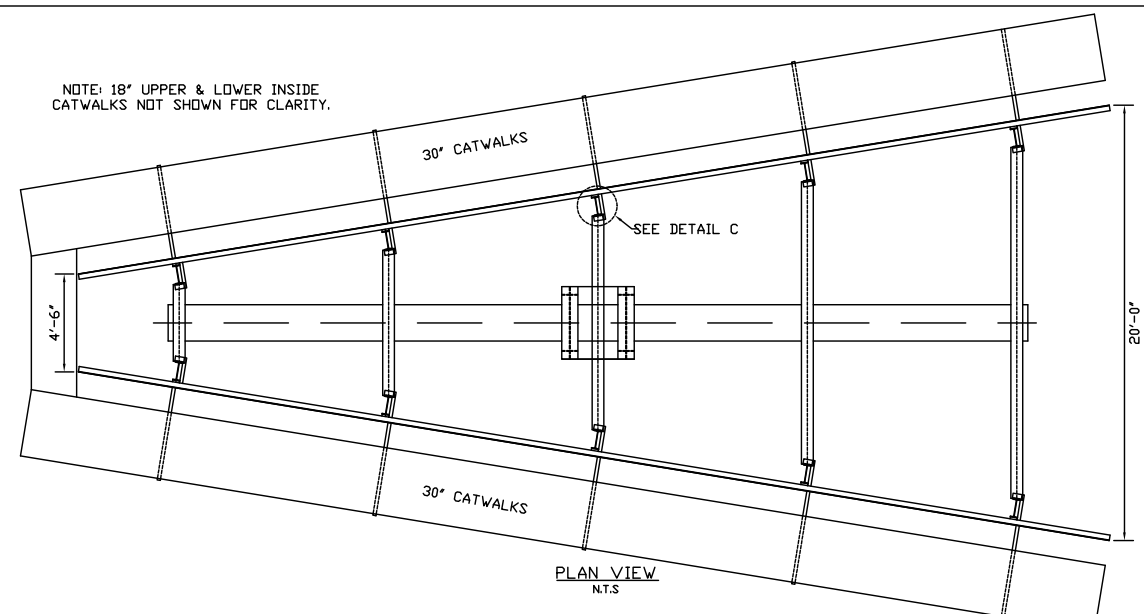 NOTE: 18" UPPER & LOWER INSIDE
CATWALKS NOT SHOWN FOR CLARITY.
30" CATWALKS
SEE DETAIL C
4'-6"
20'-0"
30" CATWALKS
PLAN VIEW
N.T.S